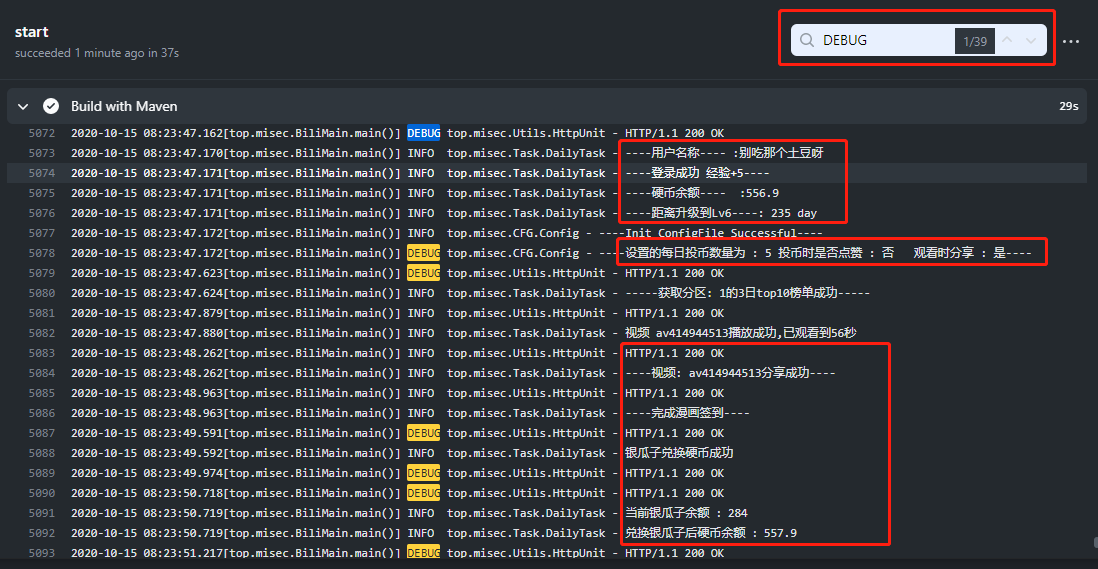 start
succeeded 1 minute ago in 37s
DEBUG 1/39
Build with Maven 29s
5072 2020-10-15 08:23:47.162[top.misec.BiliMain.main()] DEBUG top.misec.Utils.HttpUnit - HTTP/1.1 200 OK
5073 2020-10-15 08:23:47.170[top.misec.BiliMain.main()] INFO top.misec.Task.DailyTask - ----用户名称---- :别吃那个土豆呀
5074 2020-10-15 08:23:47.171[top.misec.BiliMain.main()] INFO top.misec.Task.DailyTask - ----登录成功 经验+5----
5075 2020-10-15 08:23:47.171[top.misec.BiliMain.main()] INFO top.misec.Task.DailyTask - ----硬币余额---- :556.9
5076 2020-10-15 08:23:47.171[top.misec.BiliMain.main()] INFO top.misec.Task.DailyTask - ----距离升级到Lv6----: 235 day
5077 2020-10-15 08:23:47.172[top.misec.BiliMain.main()] INFO top.misec.CFG.Config - ----Init ConfigFile Successful----
5078 2020-10-15 08:23:47.172[top.misec.BiliMain.main()] DEBUG top.misec.CFG.Config - ----设置的每日投币数量为 : 5 投币时是否点赞 : 否 观看时分享 : 是----
5079 2020-10-15 08:23:47.623[top.misec.BiliMain.main()] DEBUG top.misec.Utils.HttpUnit - HTTP/1.1 200 OK
5080 2020-10-15 08:23:47.624[top.misec.BiliMain.main()] INFO top.misec.Task.DailyTask - -----获取分区: 1的3日top10榜单成功-----
5081 2020-10-15 08:23:47.879[top.misec.BiliMain.main()] INFO top.misec.Utils.HttpUnit - HTTP/1.1 200 OK
5082 2020-10-15 08:23:47.880[top.misec.BiliMain.main()] INFO top.misec.Task.DailyTask - 视频 av414944513播放成功,已观看到56秒
5083 2020-10-15 08:23:48.262[top.misec.BiliMain.main()] INFO top.misec.Utils.HttpUnit - HTTP/1.1 200 OK
5084 2020-10-15 08:23:48.262[top.misec.BiliMain.main()] INFO top.misec.Task.DailyTask - ----视频: av414944513分享成功----
5085 2020-10-15 08:23:48.963[top.misec.BiliMain.main()] INFO top.misec.Utils.HttpUnit - HTTP/1.1 200 OK
5086 2020-10-15 08:23:48.963[top.misec.BiliMain.main()] INFO top.misec.Task.DailyTask - ----完成漫画签到----
5087 2020-10-15 08:23:49.591[top.misec.BiliMain.main()] DEBUG top.misec.Utils.HttpUnit - HTTP/1.1 200 OK
5088 2020-10-15 08:23:49.592[top.misec.BiliMain.main()] INFO top.misec.Task.DailyTask - 银瓜子兑换硬币成功
5089 2020-10-15 08:23:49.974[top.misec.BiliMain.main()] DEBUG top.misec.Utils.HttpUnit - HTTP/1.1 200 OK
5090 2020-10-15 08:23:50.718[top.misec.BiliMain.main()] DEBUG top.misec.Utils.HttpUnit - HTTP/1.1 200 OK
5091 2020-10-15 08:23:50.719[top.misec.BiliMain.main()] INFO top.misec.Task.DailyTask - 当前银瓜子余额 : 284
5092 2020-10-15 08:23:50.719[top.misec.BiliMain.main()] INFO top.misec.Task.DailyTask - 兑换银瓜子后硬币余额 : 557.9
5093 2020-10-15 08:23:51.217[top.misec.BiliMain.main()] DEBUG top.misec.Utils.HttpUnit - HTTP/1.1 200 OK